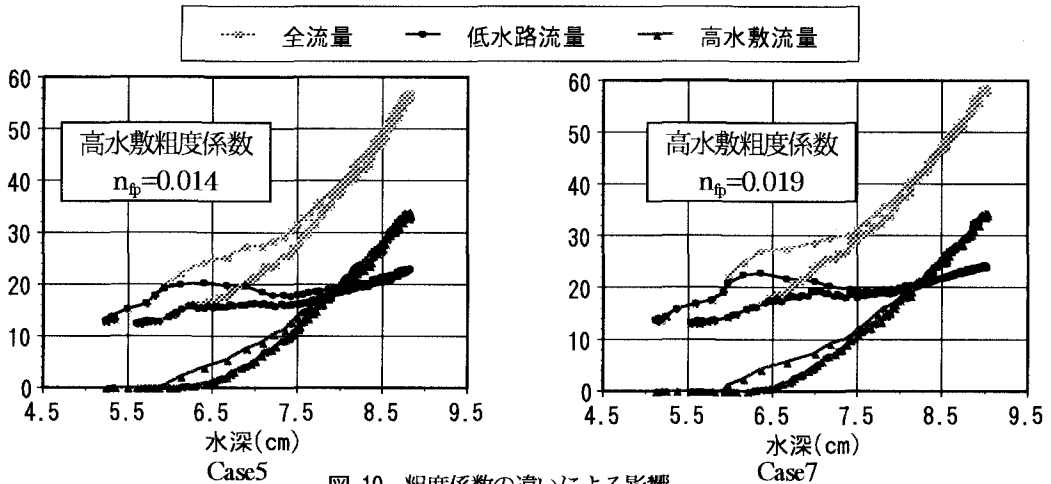 全流量 低水路流量 高水敷流量
60
50
40
30
20
10
0
4.5 5.5 6.5 7.5 8.5 9.5
高水敷粗度係数
n_fp=0.014
水深(cm)
Case5
60
50
40
30
20
10
0
4.5 5.5 6.5 7.5 8.5 9.5
高水敷粗度係数
n_fp=0.019
水深(cm)
Case7
図 10 粗度係数の違いによる影響